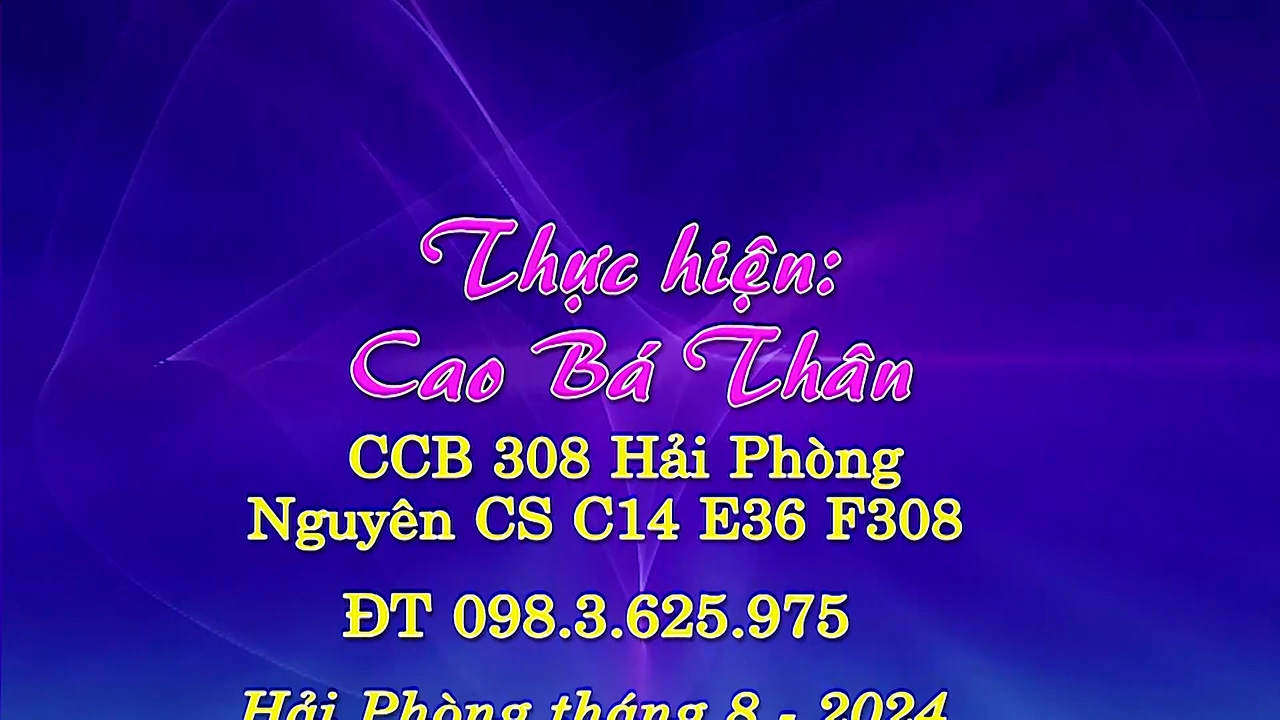 Thực hiện:
Cao Bá Thân
CCB 308 Hải Phòng
Nguyên CS C14 E36 F308
ĐT 098.3.625.975
Hải Phòng tháng 8 - 2024